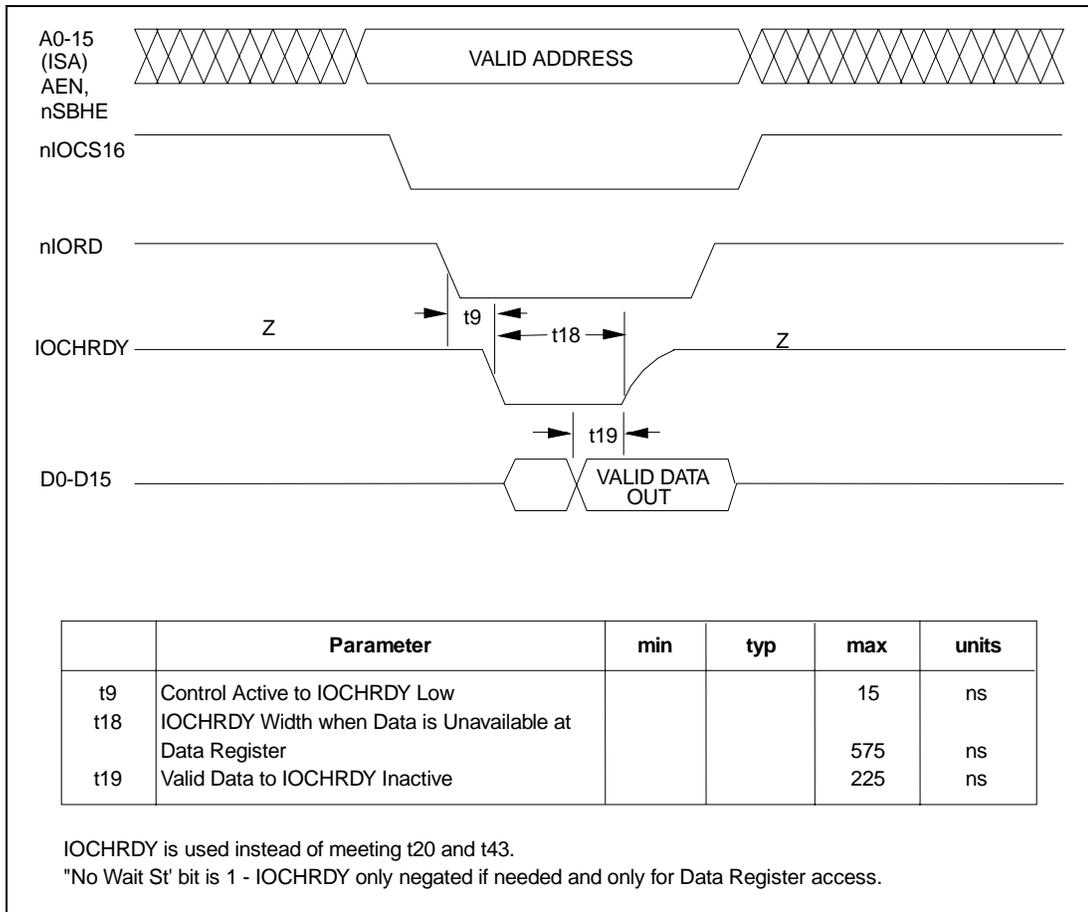 A0-15
(ISA)
AEN,
nSBHE
VALID ADDRESS
nIOCS16
nIORD
t9
Z
t18
Z
IOCHRDY
t19
D0-D15
VALID DATA
OUT
Parameter min typ max units
t9 Control Active to IOCHRDY Low 15 ns
t18 IOCHRDY Width when Data is Unavailable at
Data Register 575 ns
t19 Valid Data to IOCHRDY Inactive 225 ns
IOCHRDY is used instead of meeting t20 and t43.
"No Wait St' bit is 1 - IOCHRDY only negated if needed and only for Data Register access.